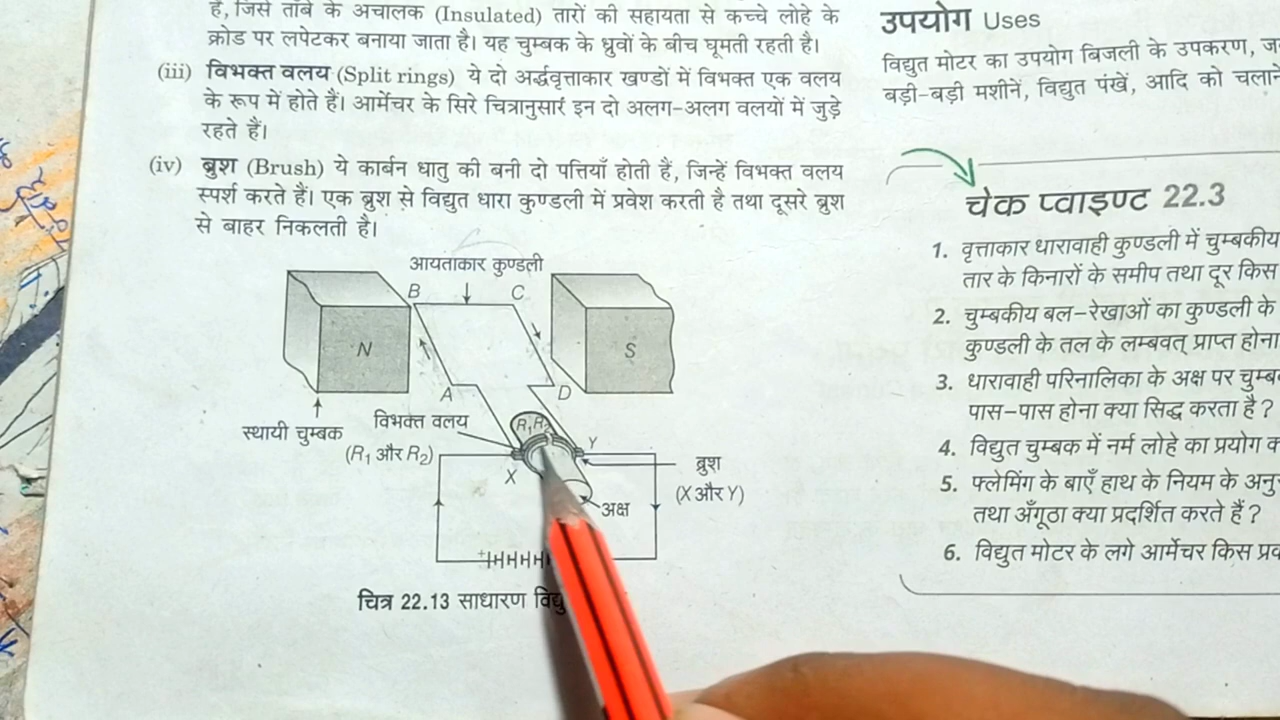 है, जिसे ताँबे के अचालक (Insulated) तारों की सहायता से कच्चे लोहे के
क्रोड पर लपेटकर बनाया जाता है। यह चुम्बक के ध्रुवों के बीच घूमती रहती है।
(iii) विभक्त वलय (Split rings) ये दो अर्द्धवृत्ताकार खण्डों में विभक्त एक वलय
के रूप में होते हैं। आर्मेचर के सिरे चित्रानुसार इन दो अलग-अलग वलयों में जुड़े
रहते हैं।
(iv) ब्रुश (Brush) ये कार्बन धातु की बनी दो पत्तियाँ होती हैं, जिन्हें विभक्त वलय
स्पर्श करते हैं। एक ब्रुश से विद्युत धारा कुण्डली में प्रवेश करती है तथा दूसरे ब्रुश
से बाहर निकलती है।
आयताकार कुण्डली
B C
N S
A D
स्थायी चुम्बक
विभक्त वलय
(R1 और R2)
R1 R2
X Y
ब्रुश
(X और Y)
अक्ष
+
चित्र 22.13 साधारण
उपयोग Uses
विद्युत मोटर का उपयोग बिजली के उपकरण,
बड़ी-बड़ी मशीनें, विद्युत पंखें, आदि को चलाने
चेक प्वाइण्ट 22.3
1. वृत्ताकार धारावाही कुण्डली में चुम्बकीय
तार के किनारों के समीप तथा दूर किस
2. चुम्बकीय बल-रेखाओं का कुण्डली के
कुण्डली के तल के लम्बवत् प्राप्त होना
3. धारावाही परिनालिका के अक्ष पर
पास-पास होना क्या सिद्ध करता है ?
4. विद्युत चुम्बक में नर्म लोहे का प्रयोग
5. फ्लेमिंग के बाएँ हाथ के नियम के
तथा अँगूठा क्या प्रदर्शित करते हैं ?
6. विद्युत मोटर के लगे आर्मेचर किस